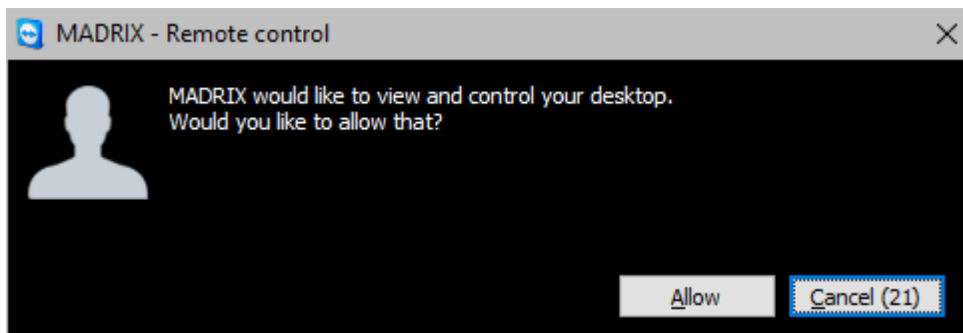 MADRIX - Remote control
MADRIX would like to view and control your desktop.
Would you like to allow that?
Allow
Cancel (21)